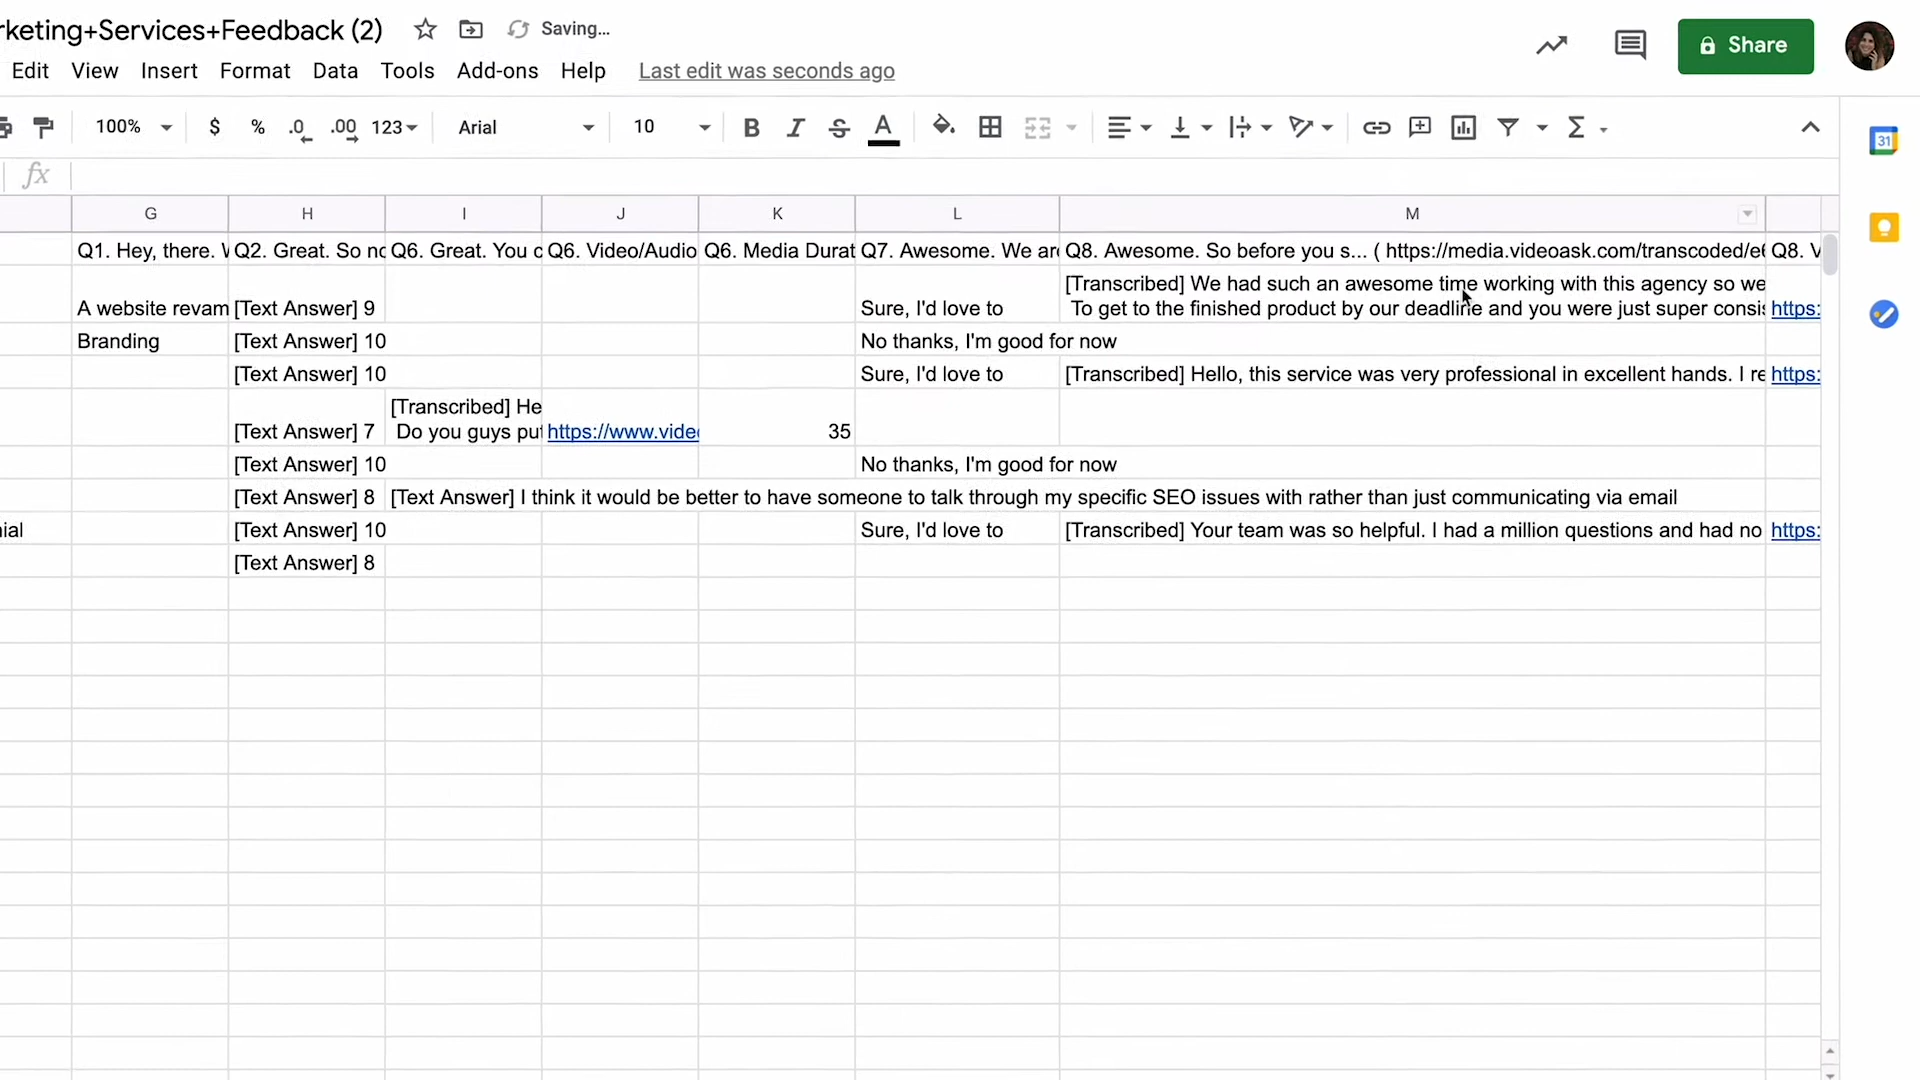 rketing+Services+Feedback (2) Saving...
Share
Edit View Insert Format Data Tools Add-ons Help Last edit was seconds ago
100% $ % .0 .00 123 Arial 10 B I S A Σ
31
fx
G H I J K L M
Q1. Hey, there. Q2. Great. So no Q6. Great. You c Q6. Video/Audio Q6. Media Durat Q7. Awesome. We are Q8. Awesome. So before you s... ( https://media.videoask.com/transcoded/e Q8. V
[Transcribed] We had such an awesome time working with this agency so we
A website revam [Text Answer] 9 Sure, I'd love to To get to the finished product by our deadline and you were just super consis https:
Branding [Text Answer] 10 No thanks, I'm good for now
[Text Answer] 10 Sure, I'd love to [Transcribed] Hello, this service was very professional in excellent hands. I re https:
[Transcribed] He
[Text Answer] 7 Do you guys put https://www.vide 35
[Text Answer] 10 No thanks, I'm good for now
[Text Answer] 8 [Text Answer] I think it would be better to have someone to talk through my specific SEO issues with rather than just communicating via email
nial [Text Answer] 10 Sure, I'd love to [Transcribed] Your team was so helpful. I had a million questions and had no https:
[Text Answer] 8